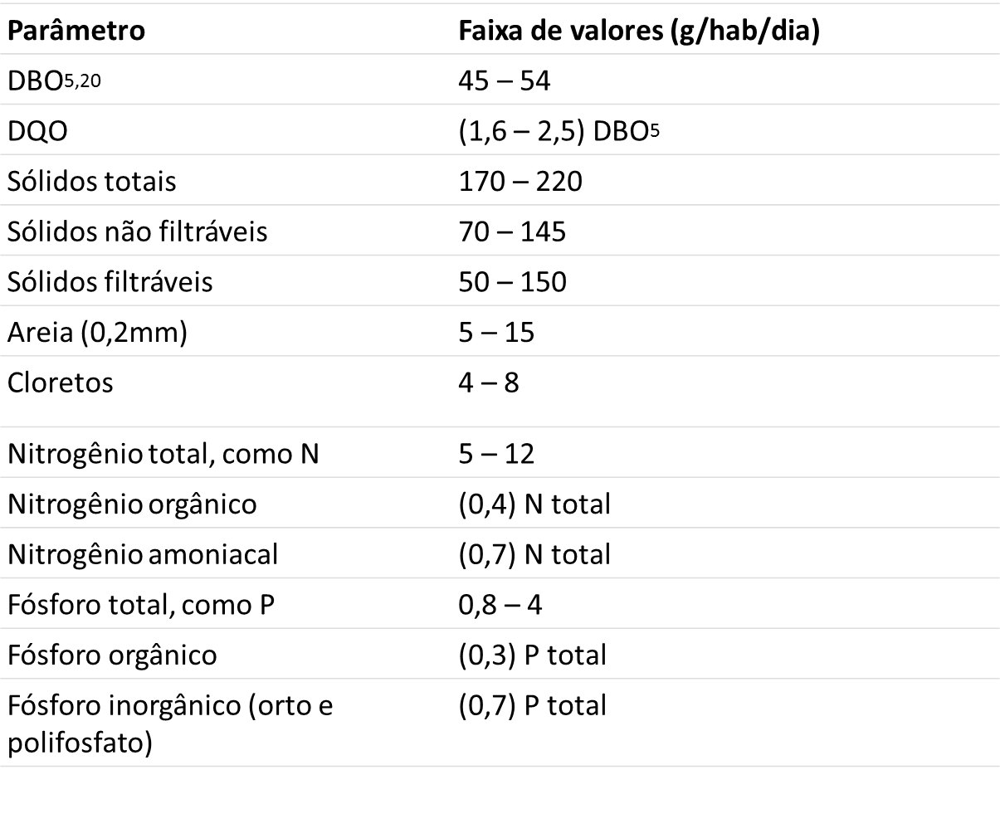 Parâmetro Faixa de valores (g/hab/dia)
DBO5,20 45 – 54
DQO (1,6 – 2,5) DBO5
Sólidos totais 170 – 220
Sólidos não filtráveis 70 – 145
Sólidos filtráveis 50 – 150
Areia (0,2mm) 5 – 15
Cloretos 4 – 8
Nitrogênio total, como N 5 – 12
Nitrogênio orgânico (0,4) N total
Nitrogênio amoniacal (0,7) N total
Fósforo total, como P 0,8 – 4
Fósforo orgânico (0,3) P total
Fósforo inorgânico (orto e (0,7) P total
polifosfato)